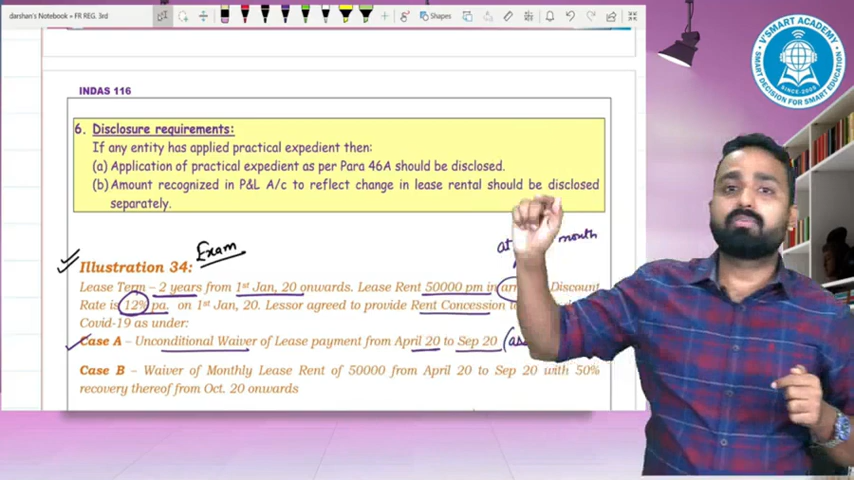 darshan's Notebook » FR REG. 3rd
Shapes
V'SMART ACADEMY
SINCE-2005
SMART DECISION FOR SMART EDUCATION
INDAS 116
6. Disclosure requirements:
If any entity has applied practical expedient then:
(a) Application of practical expedient as per Para 46A should be disclosed.
(b) Amount recognized in P&L A/c to reflect change in lease rental should be disclosed
separately.
Exam
at month
Illustration 34:
Lease Term – 2 years from 1st Jan, 20 onwards. Lease Rent 50000 pm in Discount
Rate is 12% pa. on 1st Jan, 20. Lessor agreed to provide Rent Concession
Covid-19 as under:
Case A – Unconditional Waiver of Lease payment from April 20 to Sep 20
Case B – Waiver of Monthly Lease Rent of 50000 from April 20 to Sep 20 with 50%
recovery thereof from Oct. 20 onwards